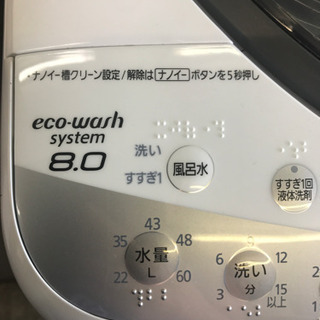 ・ナノイー槽クリーン設定/解除は ナノイー ボタンを5秒押し
eco-wash
system
8.0
洗い
すすぎ1
風呂水
すすぎ1回
液体洗剤
43
35 48
水量
L
22 60
6 12
洗い
分
3 15
以上